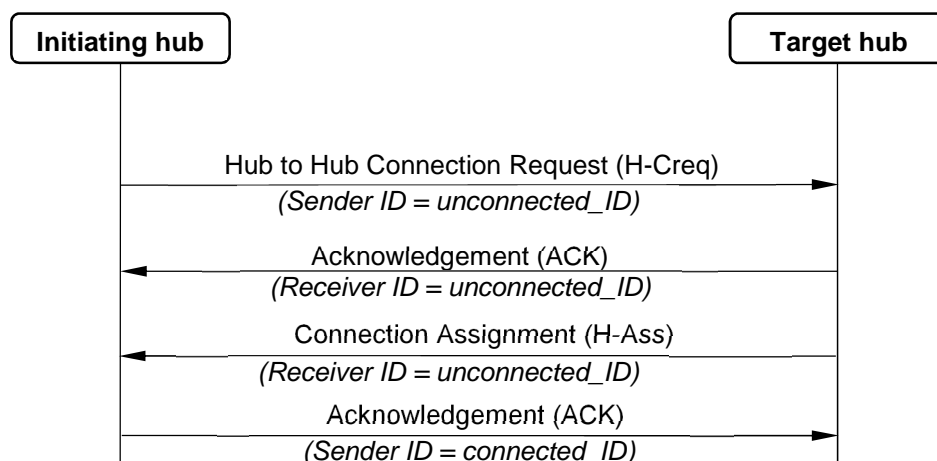 Initiating hub
Target hub
Hub to Hub Connection Request (H-Creq)
(Sender ID = unconnected_ID)
Acknowledgement (ACK)
(Receiver ID = unconnected_ID)
Connection Assignment (H-Ass)
(Receiver ID = unconnected_ID)
Acknowledgement (ACK)
(Sender ID = connected_ID)